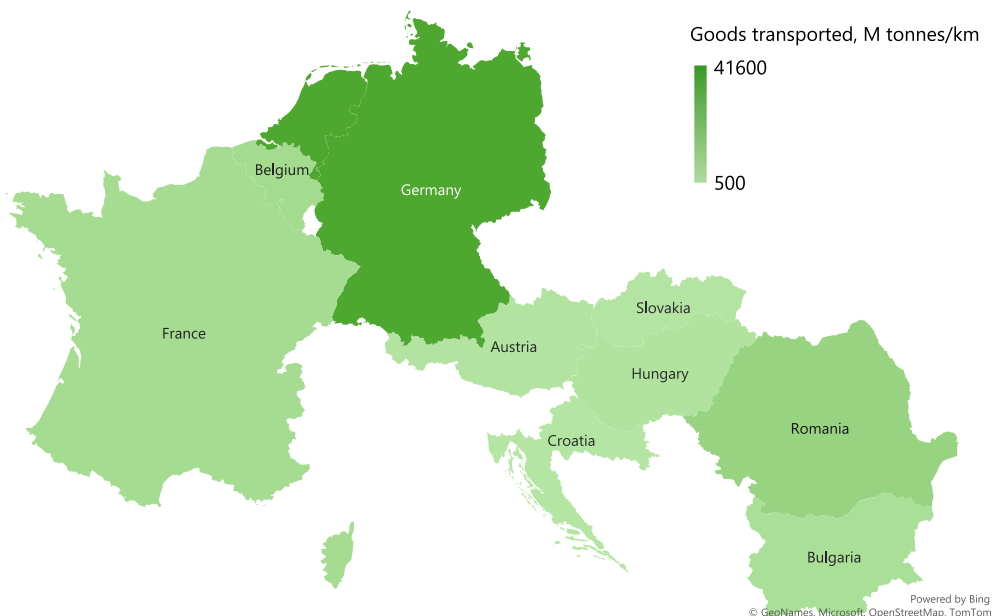 Goods transported, M tonnes/km
41600
500
Belgium
Germany
France
Slovakia
Austria
Hungary
Croatia
Romania
Bulgaria
Powered by Bing
© GeoNames, Microsoft, OpenStreetMap, TomTom